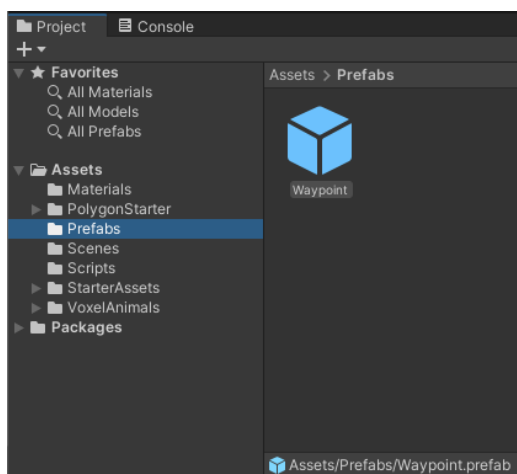 Project
Console
Favorites
All Materials
All Models
All Prefabs
Assets
Materials
PolygonStarter
Prefabs
Scenes
Scripts
StarterAssets
VoxelAnimals
Packages
Assets > Prefabs
Waypoint
Assets/Prefabs/Waypoint.prefab